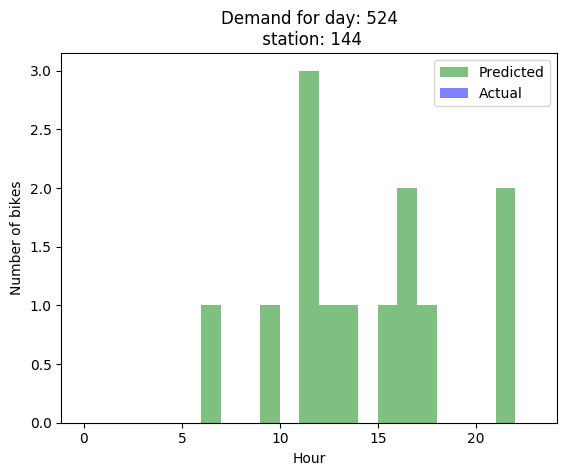 Demand for day: 524
station: 144
Predicted
Actual
Number of bikes
3.0
2.5
2.0
1.5
1.0
0.5
0.0
0
5
10
15
20
Hour